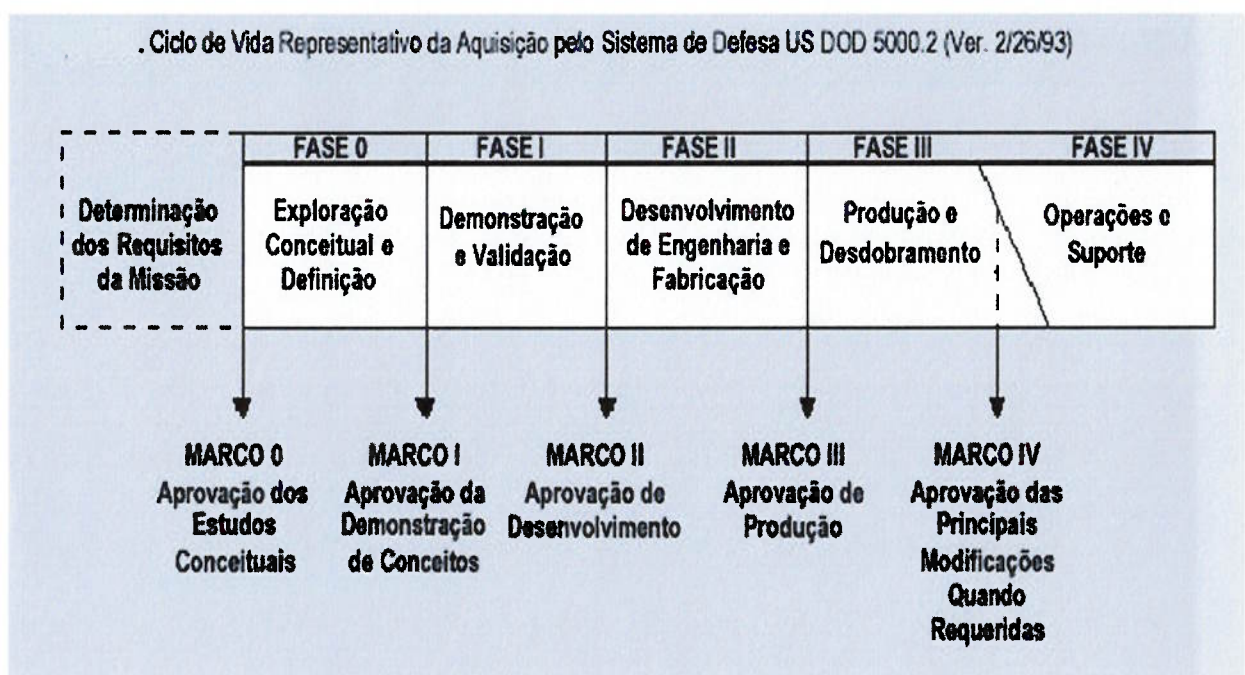 . Ciclo de Vida Representativo da Aquisição pelo Sistema de Defesa US DOD 5000.2 (Ver. 2/26/93)
FASE 0
FASE I
FASE II
FASE III
FASE IV
Determinação
dos Requisitos
da Missão
Exploração
Conceitual e
Definição
Demonstração
e Validação
Desenvolvimento
de Engenharia e
Fabricação
Produção e
Desdobramento
Operações e
Suporte
MARCO 0
Aprovação dos
Estudos
Conceituais
MARCO I
Aprovação da
Demonstração
de Conceitos
MARCO II
Aprovação de
Desenvolvimento
MARCO III
Aprovação de
Produção
MARCO IV
Aprovação das
Principais
Modificações
Quando
Requeridas